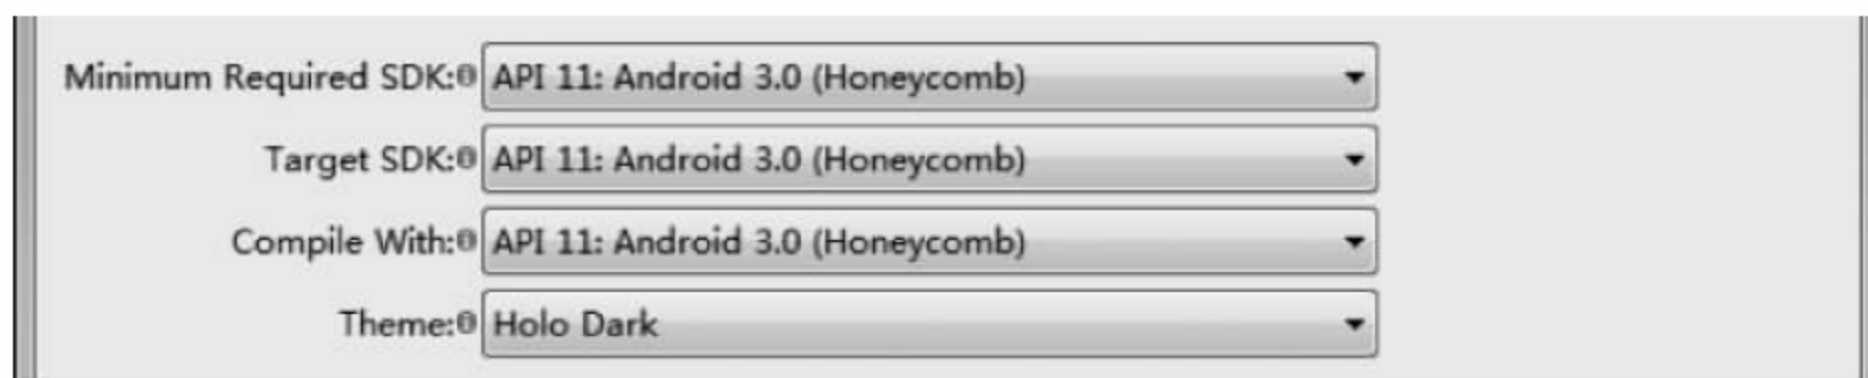 Minimum Required SDK: API 11: Android 3.0 (Honeycomb)
Target SDK: API 11: Android 3.0 (Honeycomb)
Compile With: API 11: Android 3.0 (Honeycomb)
Theme: Holo Dark